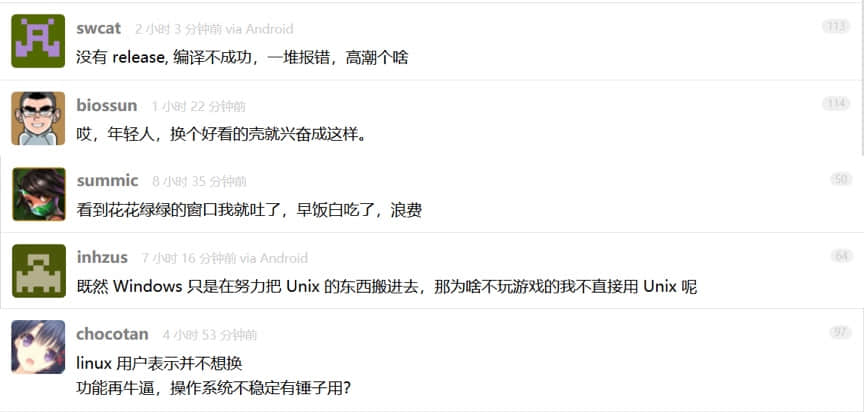 swcat 2 小时 3 分钟前 via Android 113
没有 release, 编译不成功，一堆报错，高潮个啥
biossun 1 小时 22 分钟前 114
哎，年轻人，换个好看的壳就兴奋成这样。
summic 8 小时 35 分钟前 50
看到花花绿绿的窗口我就吐了，早饭白吃了，浪费
inhzus 7 小时 16 分钟前 via Android 64
既然 Windows 只是在努力把 Unix 的东西搬进去，那为啥不玩游戏的我不直接用 Unix 呢
chocotan 4 小时 53 分钟前 97
linux 用户表示并不想换
功能再牛逼，操作系统不稳定有锤子用?